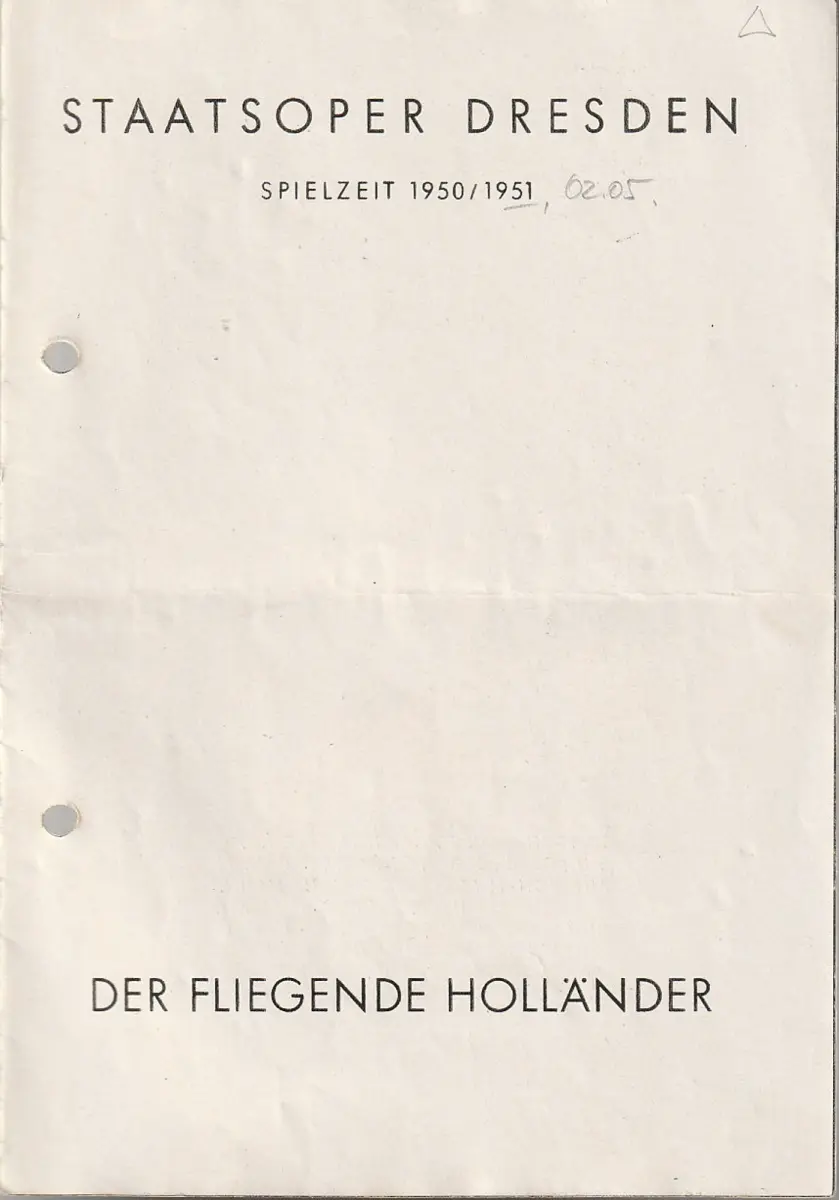 STAATSOPER DRESDEN
SPIELZEIT 1950/1951, 02.05.
DER FLIEGENDE HOLLÄNDER